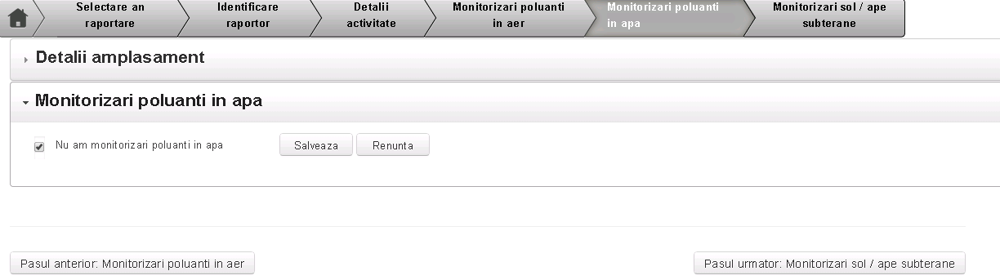 Selectare an
raportare
Identificare
raportor
Detalii
activitate
Monitorizari poluanti
in aer
Monitorizari poluanti
in apa
Monitorizari sol / ape
subterane
Detalii amplasament
Monitorizari poluanti in apa
Nu am monitorizari poluanti in apa Salveaza Renunta
Pasul anterior: Monitorizari poluanti in aer Pasul urmator: Monitorizari sol / ape subterane